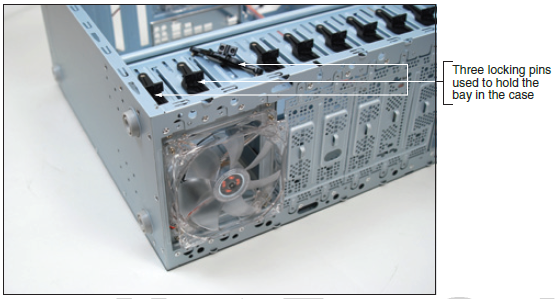 Three locking pins
used to hold the
bay in the case